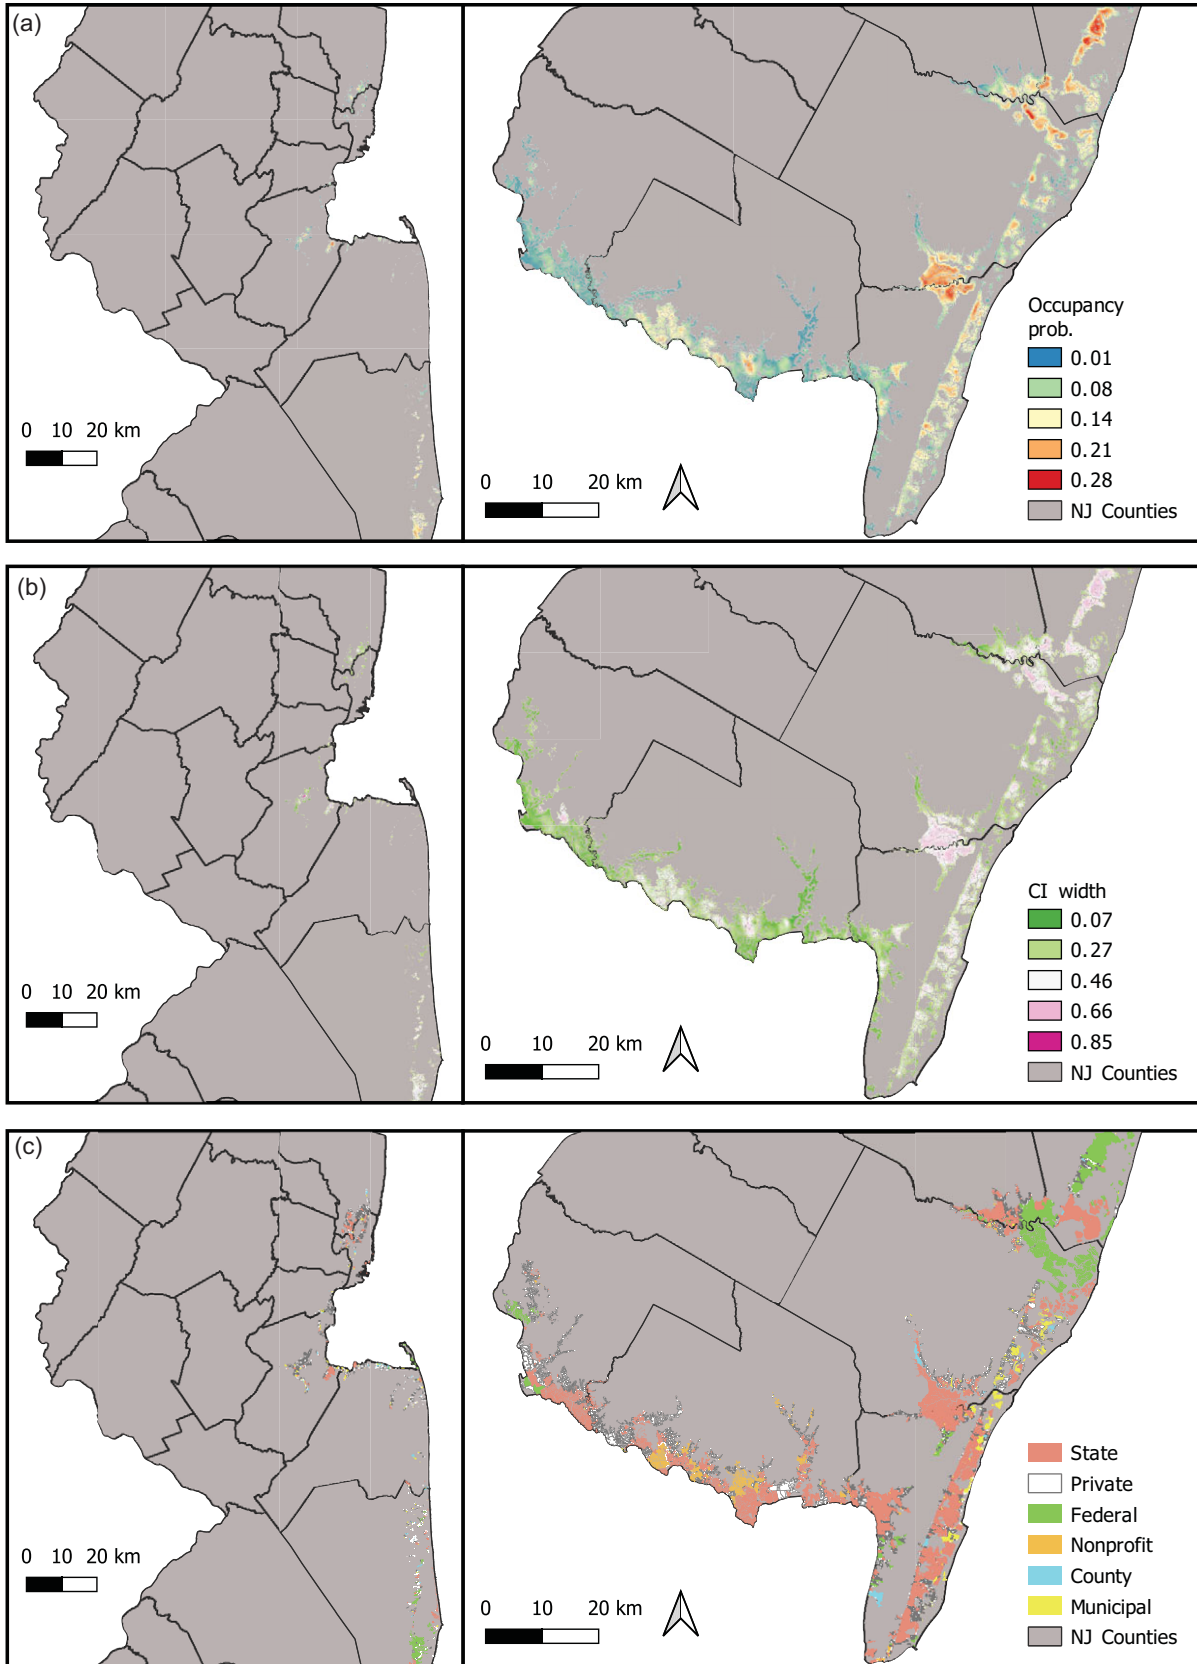 (a)
0 10 20 km
0 10 20 km
Occupancy
prob.
0.01
0.08
0.14
0.21
0.28
NJ Counties
(b)
0 10 20 km
0 10 20 km
CI width
0.07
0.27
0.46
0.66
0.85
NJ Counties
(c)
0 10 20 km
0 10 20 km
State
Private
Federal
Nonprofit
County
Municipal
NJ Counties